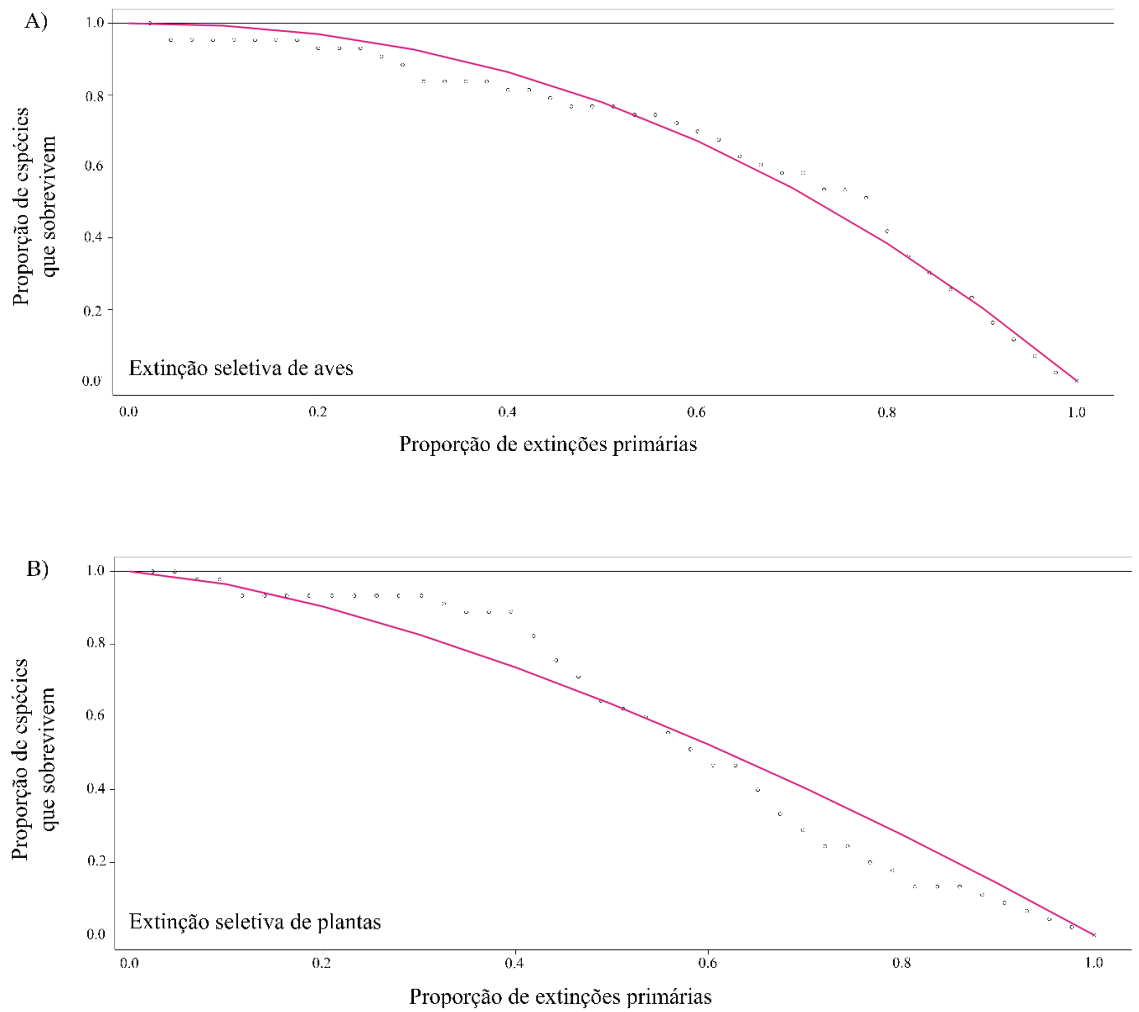 A)
1.0
0.8
0.6
0.4
0.2
0.0
Proporção de espécies
que sobrevivem
Extinção seletiva de aves
0.0 0.2 0.4 0.6 0.8 1.0
Proporção de extinções primárias
B)
1.0
0.8
0.6
0.4
0.2
0.0
Proporção de espécies
que sobrevivem
Extinção seletiva de plantas
0.0 0.2 0.4 0.6 0.8 1.0
Proporção de extinções primárias